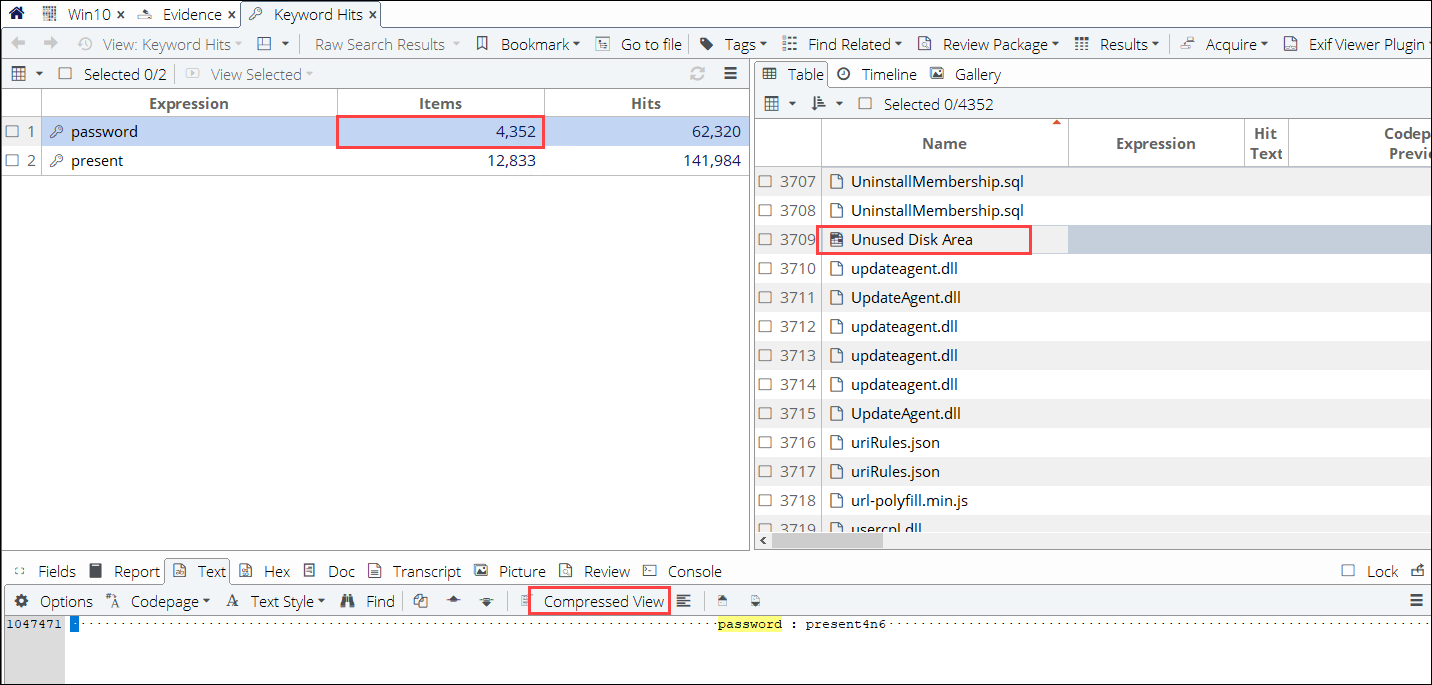 Win10 × Evidence × Keyword Hits ×
View: Keyword Hits Raw Search Results Bookmark Go to file Tags Find Related Review Package Results Acquire Exif Viewer Plugin
Selected 0/2 View Selected
Expression Items Hits
1 password 4,352 62,320
2 present 12,833 141,984
Table Timeline Gallery
Selected 0/4352
Name Expression Hit Text
3707 UninstallMembership.sql
3708 UninstallMembership.sql
3709 Unused Disk Area
3710 updateagent.dll
3711 UpdateAgent.dll
3712 updateagent.dll
3713 updateagent.dll
3714 updateagent.dll
3715 UpdateAgent.dll
3716 uriRules.json
3717 uriRules.json
3718 url-polyfill.min.js
3719 usercpl.dll
Fields Report Text Hex Doc Transcript Picture Review Console Lock
Options Codepage Text Style Find Compressed View
1047471 password : present4n6